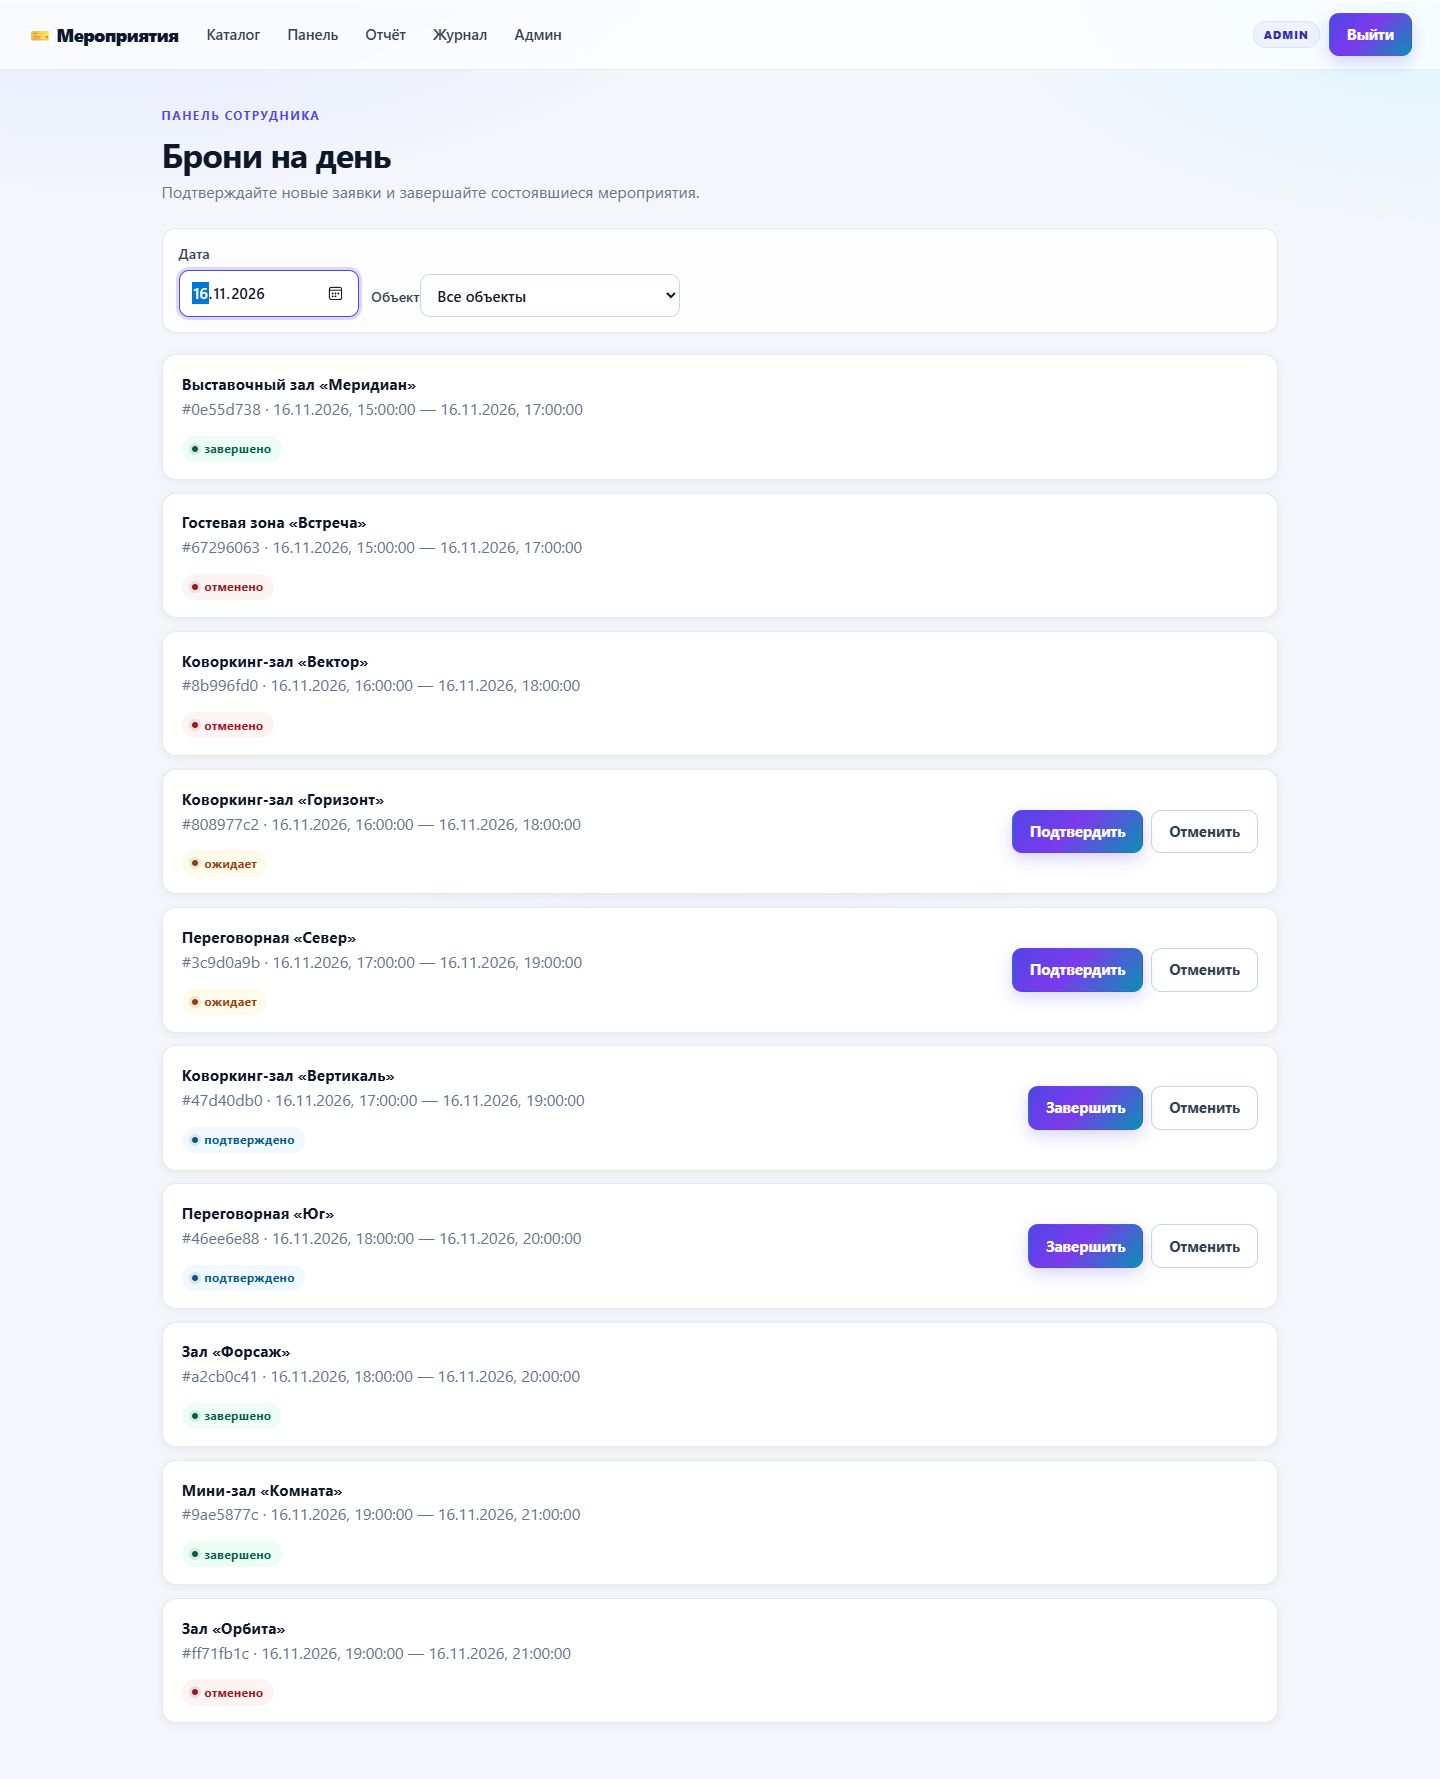 Мероприятия Каталог Панель Отчёт Журнал Админ ADMIN Выйти
ПАНЕЛЬ СОТРУДНИКА
Брони на день
Подтверждайте новые заявки и завершайте состоявшиеся мероприятия.
Дата
16.11.2026 Объект Все объекты
Выставочный зал «Меридиан»
#0e55d738 · 16.11.2026, 15:00:00 — 16.11.2026, 17:00:00
завершено
Гостевая зона «Встреча»
#67296063 · 16.11.2026, 15:00:00 — 16.11.2026, 17:00:00
отменено
Коворкинг-зал «Вектор»
#8b996fd0 · 16.11.2026, 16:00:00 — 16.11.2026, 18:00:00
отменено
Коворкинг-зал «Горизонт»
#808977c2 · 16.11.2026, 16:00:00 — 16.11.2026, 18:00:00
Подтвердить Отменить
ожидает
Переговорная «Север»
#3c9d0a9b · 16.11.2026, 17:00:00 — 16.11.2026, 19:00:00
Подтвердить Отменить
ожидает
Коворкинг-зал «Вертикаль»
#47d40db0 · 16.11.2026, 17:00:00 — 16.11.2026, 19:00:00
Завершить Отменить
подтверждено
Переговорная «Юг»
#46ee6e88 · 16.11.2026, 18:00:00 — 16.11.2026, 20:00:00
Завершить Отменить
подтверждено
Зал «Форсаж»
#a2cb0c41 · 16.11.2026, 18:00:00 — 16.11.2026, 20:00:00
завершено
Мини-зал «Комната»
#9ae5877c · 16.11.2026, 19:00:00 — 16.11.2026, 21:00:00
завершено
Зал «Орбита»
#ff71fb1c · 16.11.2026, 19:00:00 — 16.11.2026, 21:00:00
отменено